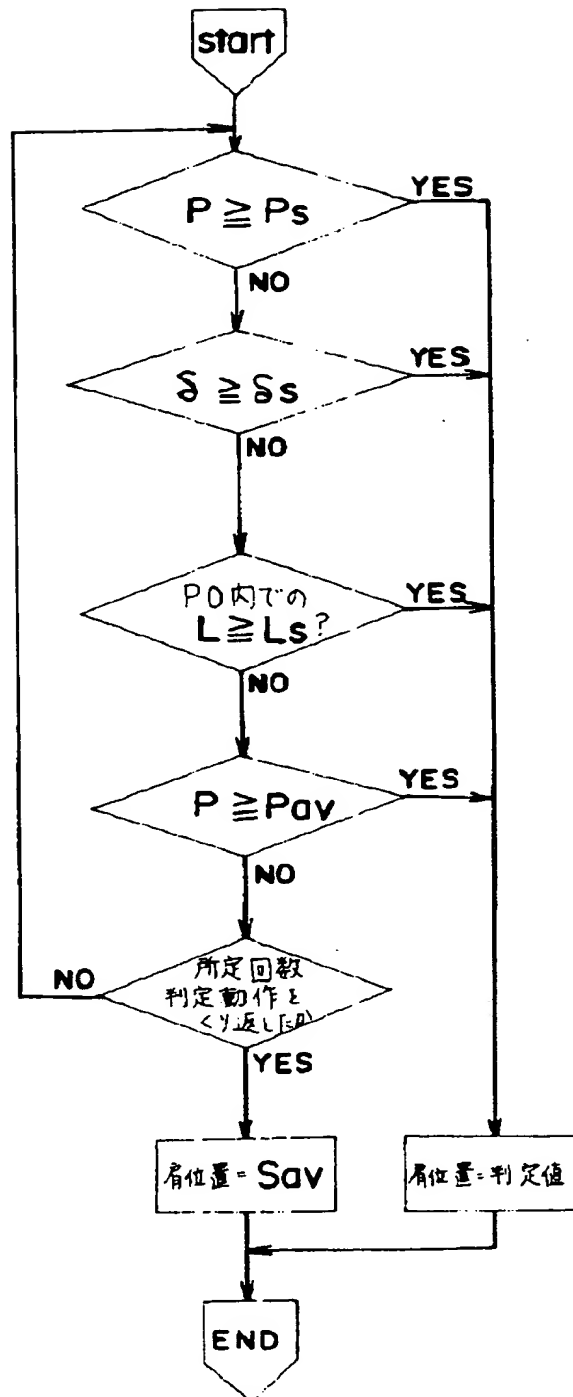 start
P ≧ Ps
YES
NO
δ ≧ δs
YES
NO
PO内での
L ≧ Ls?
YES
NO
P ≧ Pav
YES
NO
所定回数
判定動作を
くり返したか
NO
YES
肩位置=Sav
肩位置=判定値
END